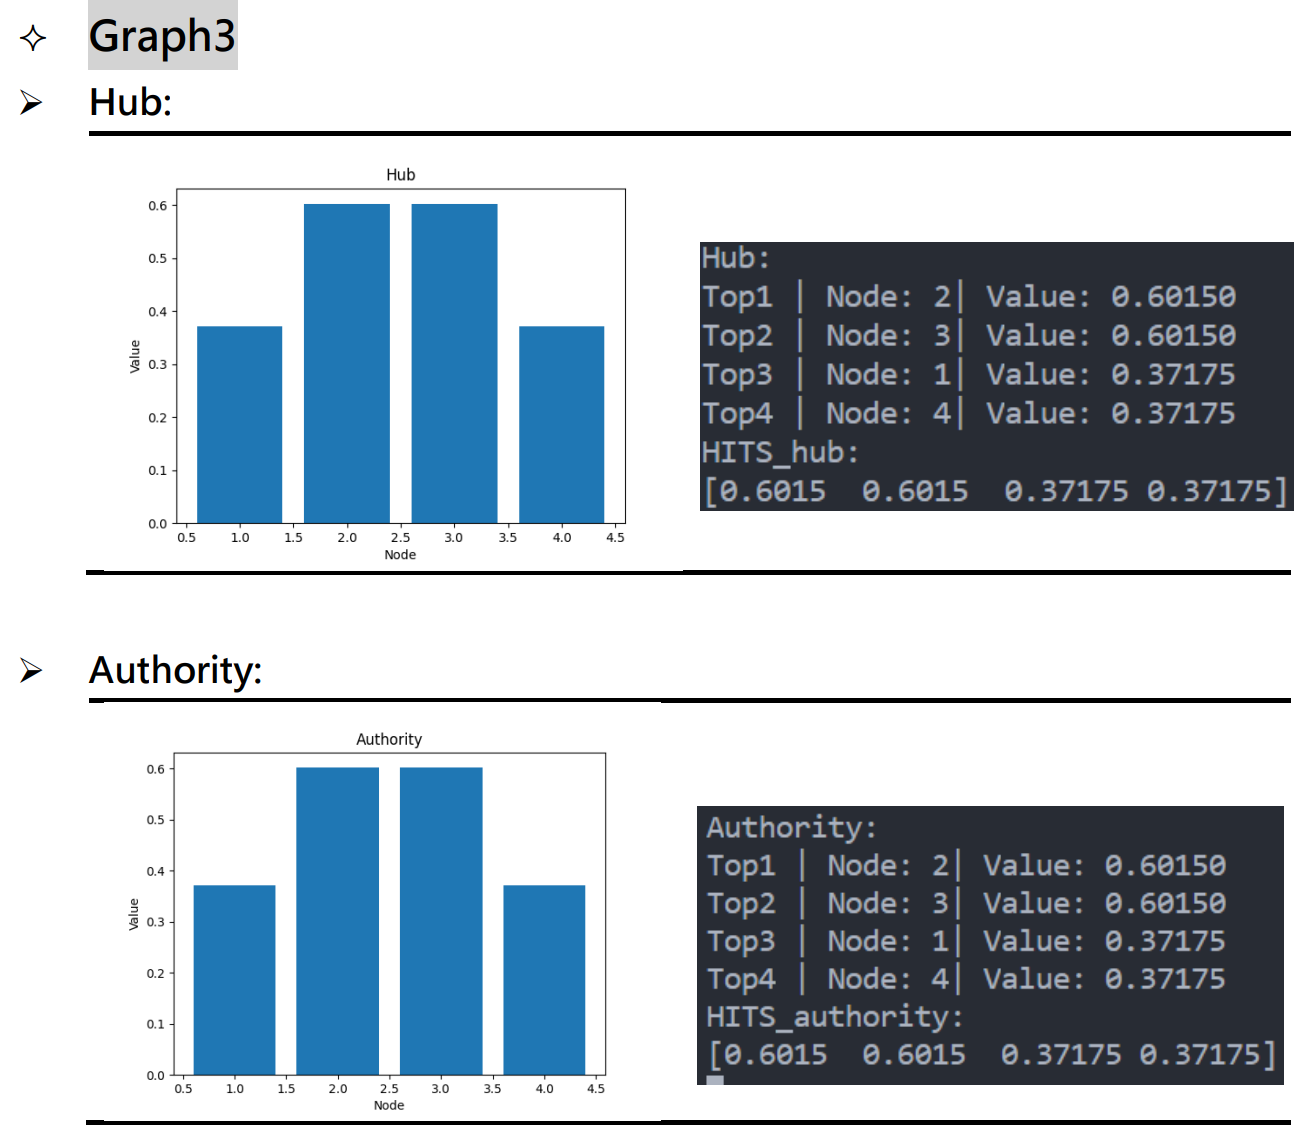 Graph3
Hub:
Hub
0.6
0.5
0.4
0.3
0.2
0.1
0.0
Value
0.5 1.0 1.5 2.0 2.5 3.0 3.5 4.0 4.5
Node
Hub:
Top1 | Node: 2| Value: 0.60150
Top2 | Node: 3| Value: 0.60150
Top3 | Node: 1| Value: 0.37175
Top4 | Node: 4| Value: 0.37175
HITS_hub:
[0.6015 0.6015 0.37175 0.37175]
Authority:
Authority
0.6
0.5
0.4
0.3
0.2
0.1
0.0
Value
0.5 1.0 1.5 2.0 2.5 3.0 3.5 4.0 4.5
Node
Authority:
Top1 | Node: 2| Value: 0.60150
Top2 | Node: 3| Value: 0.60150
Top3 | Node: 1| Value: 0.37175
Top4 | Node: 4| Value: 0.37175
HITS_authority:
[0.6015 0.6015 0.37175 0.37175]